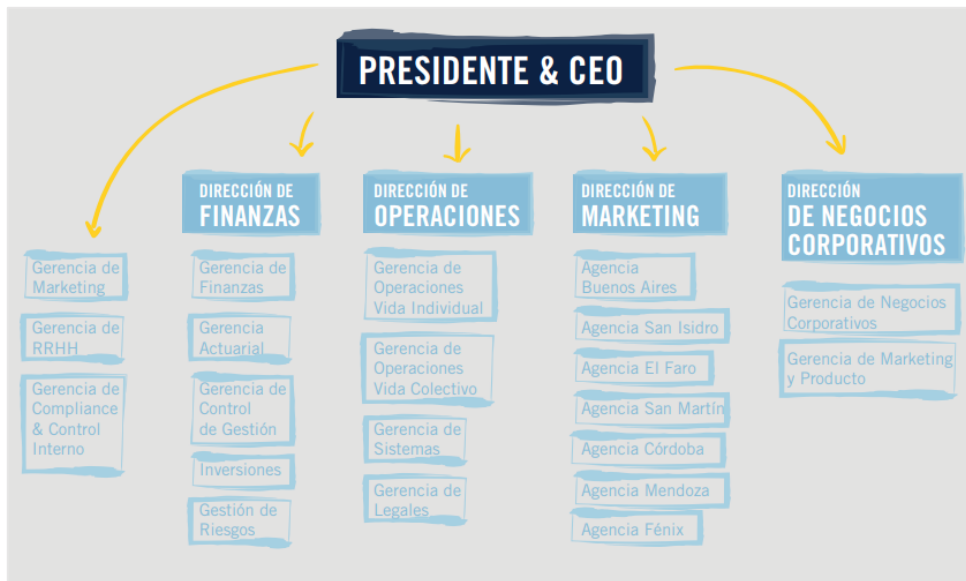 PRESIDENTE & CEO
Gerencia de
Marketing
Gerencia de
RRHH
Gerencia de
Compliance
& Control
Interno
DIRECCIÓN DE
FINANZAS
Gerencia de
Finanzas
Gerencia
Actuarial
Gerencia de
Control
de Gestión
Inversiones
Gestión de
Riesgos
DIRECCIÓN DE
OPERACIONES
Gerencia de
Operaciones
Vida Individual
Gerencia de
Operaciones
Vida Colectivo
Gerencia de
Sistemas
Gerencia de
Legales
DIRECCIÓN DE
MARKETING
Agencia
Buenos Aires
Agencia San Isidro
Agencia El Faro
Agencia San Martín
Agencia Córdoba
Agencia Mendoza
Agencia Fénix
DIRECCIÓN
DE NEGOCIOS
CORPORATIVOS
Gerencia de Negocios
Corporativos
Gerencia de Marketing
y Producto